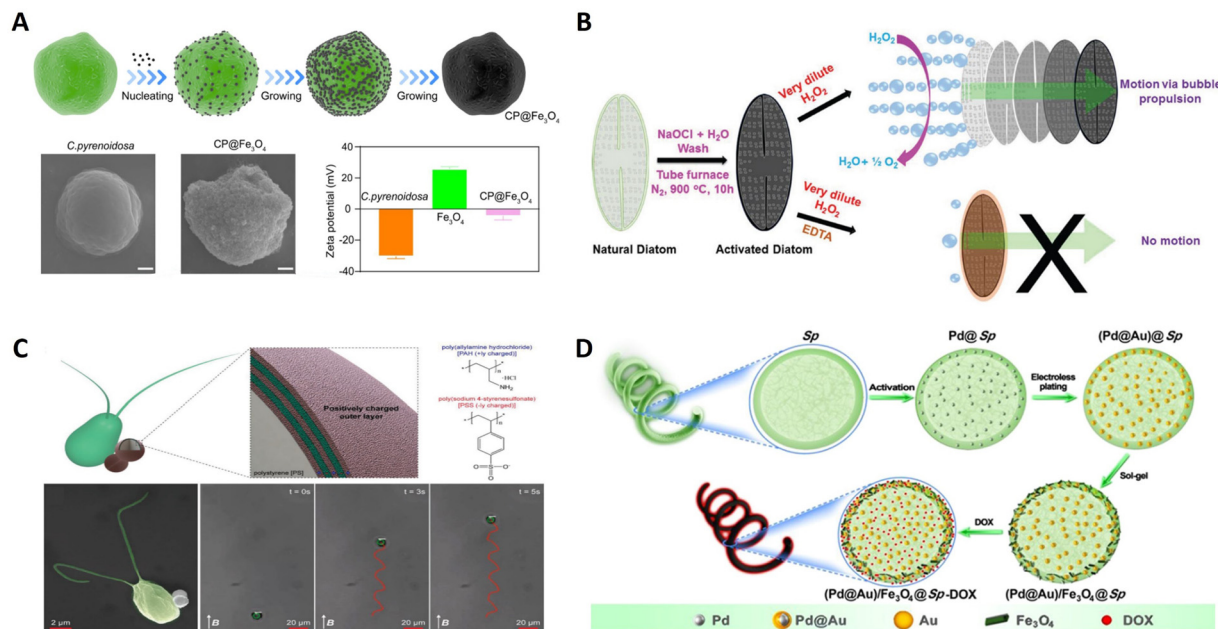 A
Nucleating
Growing
Growing
CP@Fe₃O₄
C.pyrenoidosa
CP@Fe₃O₄
Zeta potential (mV)
40
20
0
-20
-40
C.pyrenoidosa
Fe₃O₄
CP@Fe₃O₄
B
Natural Diatom
NaOCl + H₂O
Wash
Tube furnace
N₂, 900 °C, 10h
Activated Diatom
Very dilute
H₂O₂
H₂O₂
H₂O + ½ O₂
Motion via bubble
propulsion
Very dilute
H₂O₂
EDTA
X
No motion
C
Positively charged
outer layer
polystyrene [PS]
poly(allylamine hydrochloride)
[PAH (+ly charged)]
n
·HCl
NH₂
poly(sodium 4-styrenesulfonate)
[PSS (-ly charged)]
n
O=S=O
O⁻
2 µm
t = 0s
B
20 µm
t = 3s
20 µm
t = 5s
B
20 µm
D
Sp
Activation
Pd@Sp
Electroless
plating
(Pd@Au)@Sp
Sol-gel
(Pd@Au)/Fe₃O₄@Sp
DOX
(Pd@Au)/Fe₃O₄@Sp-DOX
Pd
Pd@Au
Au
Fe₃O₄
DOX